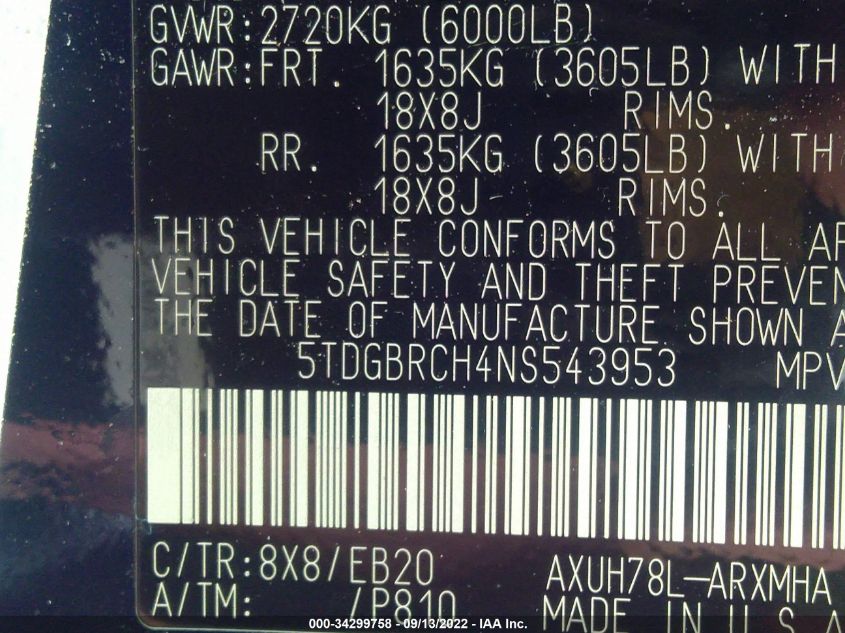 GVWR:2720KG (6000LB)
GAWR:FRT. 1635KG (3605LB) WITH
18X8J RIMS.
RR. 1635KG (3605LB) WITH
18X8J RIMS.
THIS VEHICLE CONFORMS TO ALL AP
VEHICLE SAFETY AND THEFT PREVEN
THE DATE OF MANUFACTURE SHOWN A
5TDGBRCH4NS543953 MPV
C/TR:8X8/EB20 AXUH78L-ARXMHA
A/TM: /P810 MADE IN U.S.A
000-34299758 - 09/13/2022 - IAA Inc.